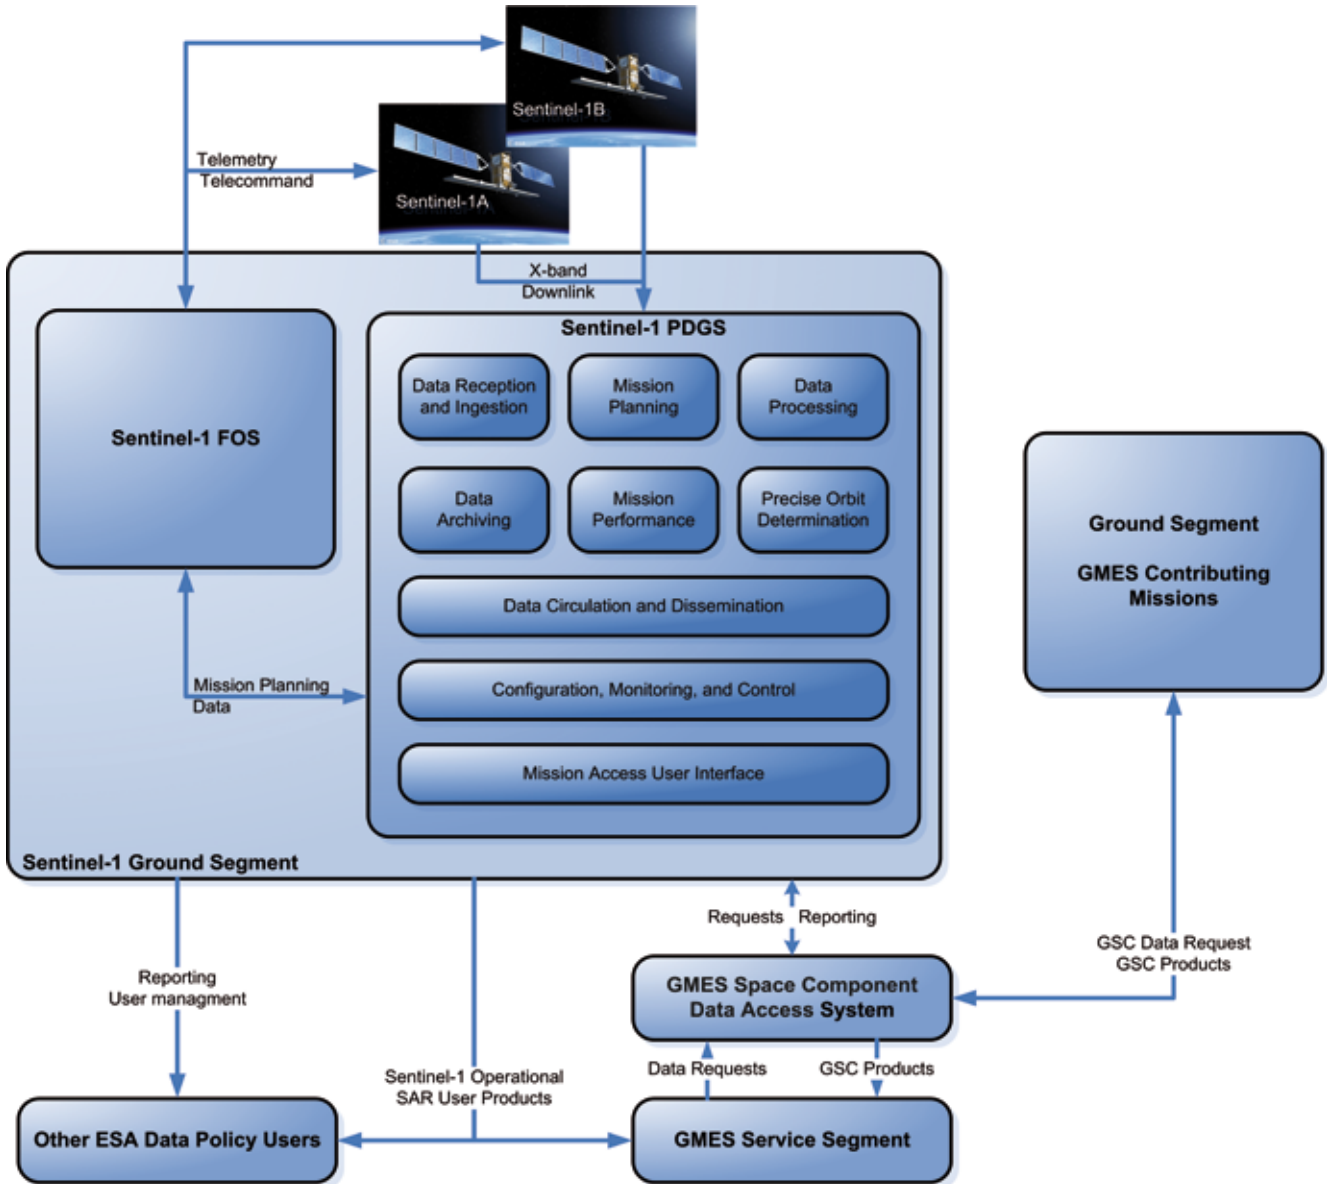 Sentinel-1B
Telemetry
Telecommand
Sentinel-1A
X-band
Downlink
Sentinel-1 PDGS
Data Reception
and Ingestion
Mission
Planning
Data
Processing
Sentinel-1 FOS
Data
Archiving
Mission
Performance
Precise Orbit
Determination
Ground Segment
GMES Contributing
Missions
Data Circulation and Dissemination
Mission Planning
Data
Configuration, Monitoring, and Control
Mission Access User Interface
Sentinel-1 Ground Segment
Requests Reporting
GSC Data Request
GSC Products
Reporting
User managment
GMES Space Component
Data Access System
Data Requests
GSC Products
Sentinel-1 Operational
SAR User Products
Other ESA Data Policy Users
GMES Service Segment